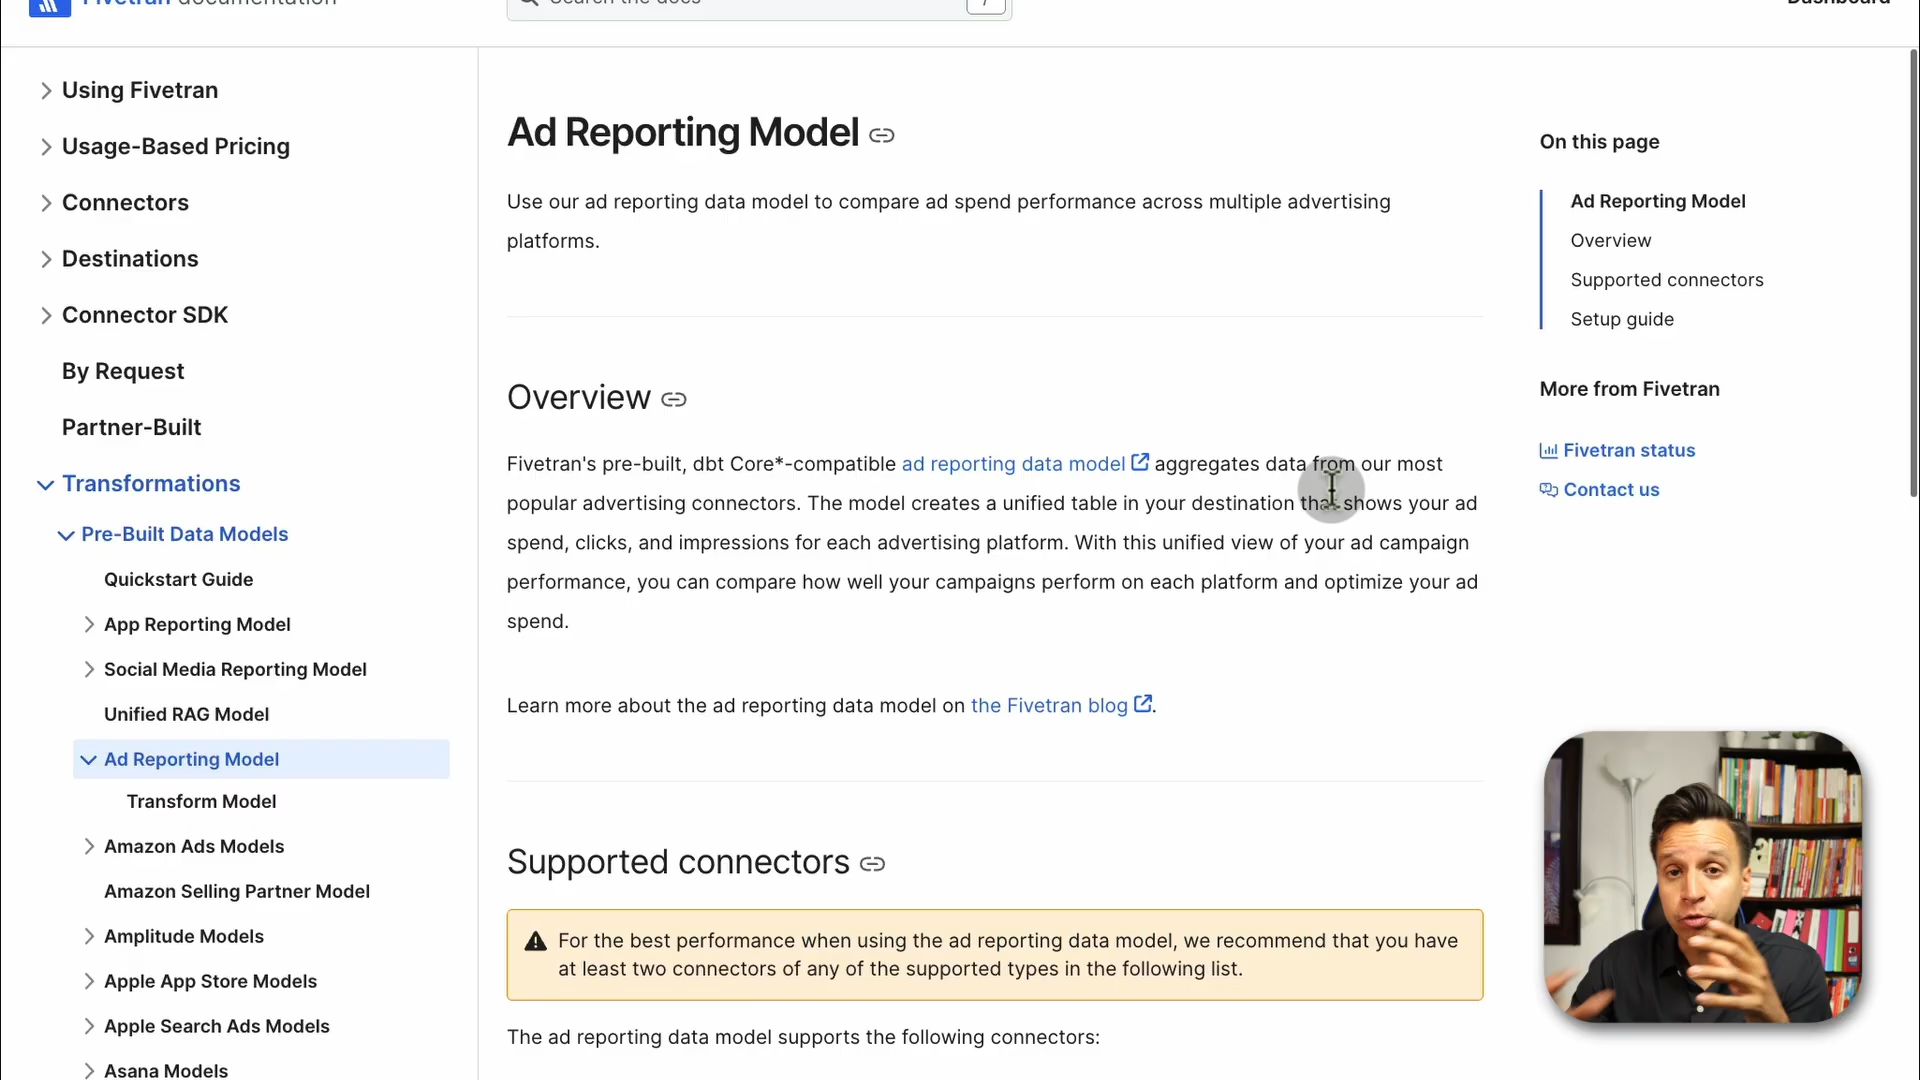 Fivetran documentation
Search the docs
/
Dashboard
Using Fivetran
Usage-Based Pricing
Connectors
Destinations
Connector SDK
By Request
Partner-Built
Transformations
Pre-Built Data Models
Quickstart Guide
App Reporting Model
Social Media Reporting Model
Unified RAG Model
Ad Reporting Model
Transform Model
Amazon Ads Models
Amazon Selling Partner Model
Amplitude Models
Apple App Store Models
Apple Search Ads Models
Asana Models
Ad Reporting Model
Use our ad reporting data model to compare ad spend performance across multiple advertising
platforms.
Overview
Fivetran's pre-built, dbt Core*-compatible ad reporting data model aggregates data from our most
popular advertising connectors. The model creates a unified table in your destination that shows your ad
spend, clicks, and impressions for each advertising platform. With this unified view of your ad campaign
performance, you can compare how well your campaigns perform on each platform and optimize your ad
spend.
Learn more about the ad reporting data model on the Fivetran blog.
Supported connectors
For the best performance when using the ad reporting data model, we recommend that you have
at least two connectors of any of the supported types in the following list.
The ad reporting data model supports the following connectors:
On this page
Ad Reporting Model
Overview
Supported connectors
Setup guide
More from Fivetran
Fivetran status
Contact us